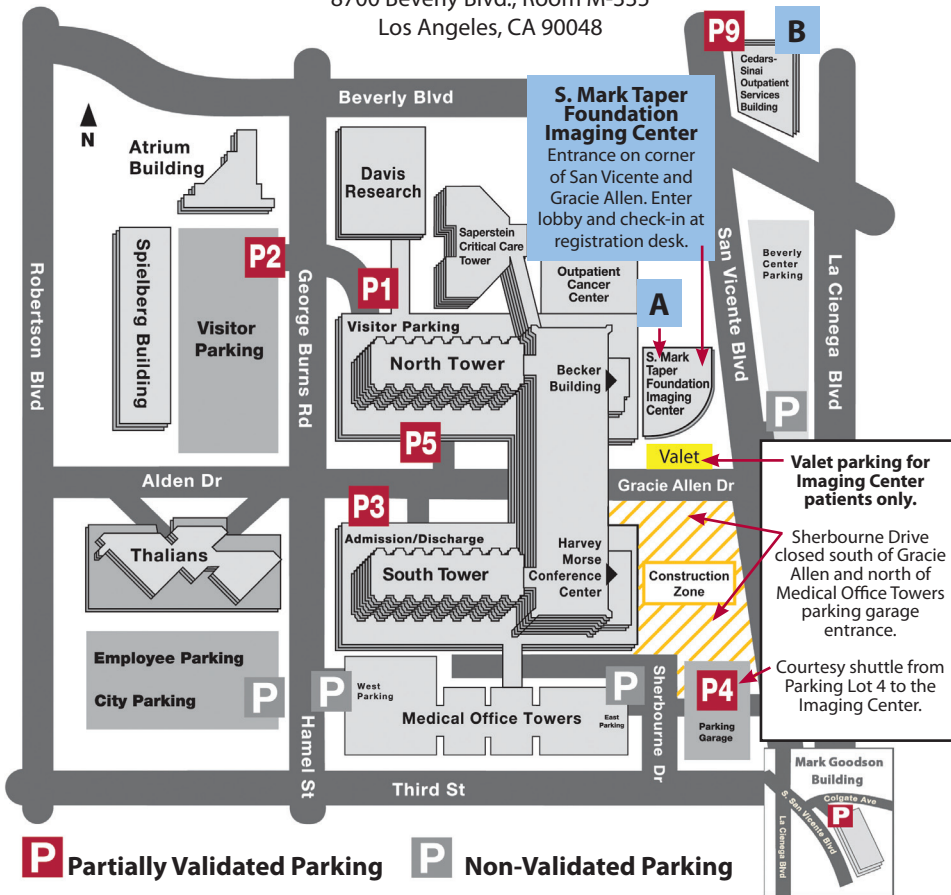 8700 Beverly Blvd., Room M-335
Los Angeles, CA 90048
P9
B
Cedars-
Sinai
Outpatient
Services
Building
Beverly Blvd
N
S. Mark Taper
Foundation
Imaging Center
Entrance on corner
of San Vicente and
Gracie Allen. Enter
lobby and check-in at
registration desk.
Atrium
Building
Davis
Research
Saperstein
Critical Care
Tower
Outpatient
Cancer
Center
San Vicente Blvd
Beverly
Center
Parking
La Cienega Blvd
Robertson Blvd
Spielberg Building
P2
Visitor
Parking
George Burns Rd
P1
Visitor Parking
North Tower
Becker
Building
A
S. Mark
Taper
Foundation
Imaging
Center
P
P5
Valet
Alden Dr
Gracie Allen Dr
Valet parking for
Imaging Center
patients only.
Sherbourne Drive
closed south of Gracie
Allen and north of
Medical Office Towers
parking garage
entrance.
Courtesy shuttle from
Parking Lot 4 to the
Imaging Center.
Thalians
P3
Admission/Discharge
South Tower
Harvey
Morse
Conference
Center
Construction
Zone
Employee Parking
City Parking
P
P
Hamel St
West
Parking
Medical Office Towers
East
Parking
P
Sherbourne Dr
P4
Parking
Garage
Third St
Mark Goodson
Building
Colgate Ave
P
S. San Vicente Blvd
La Cienega Blvd
P Partially Validated Parking
P Non-Validated Parking